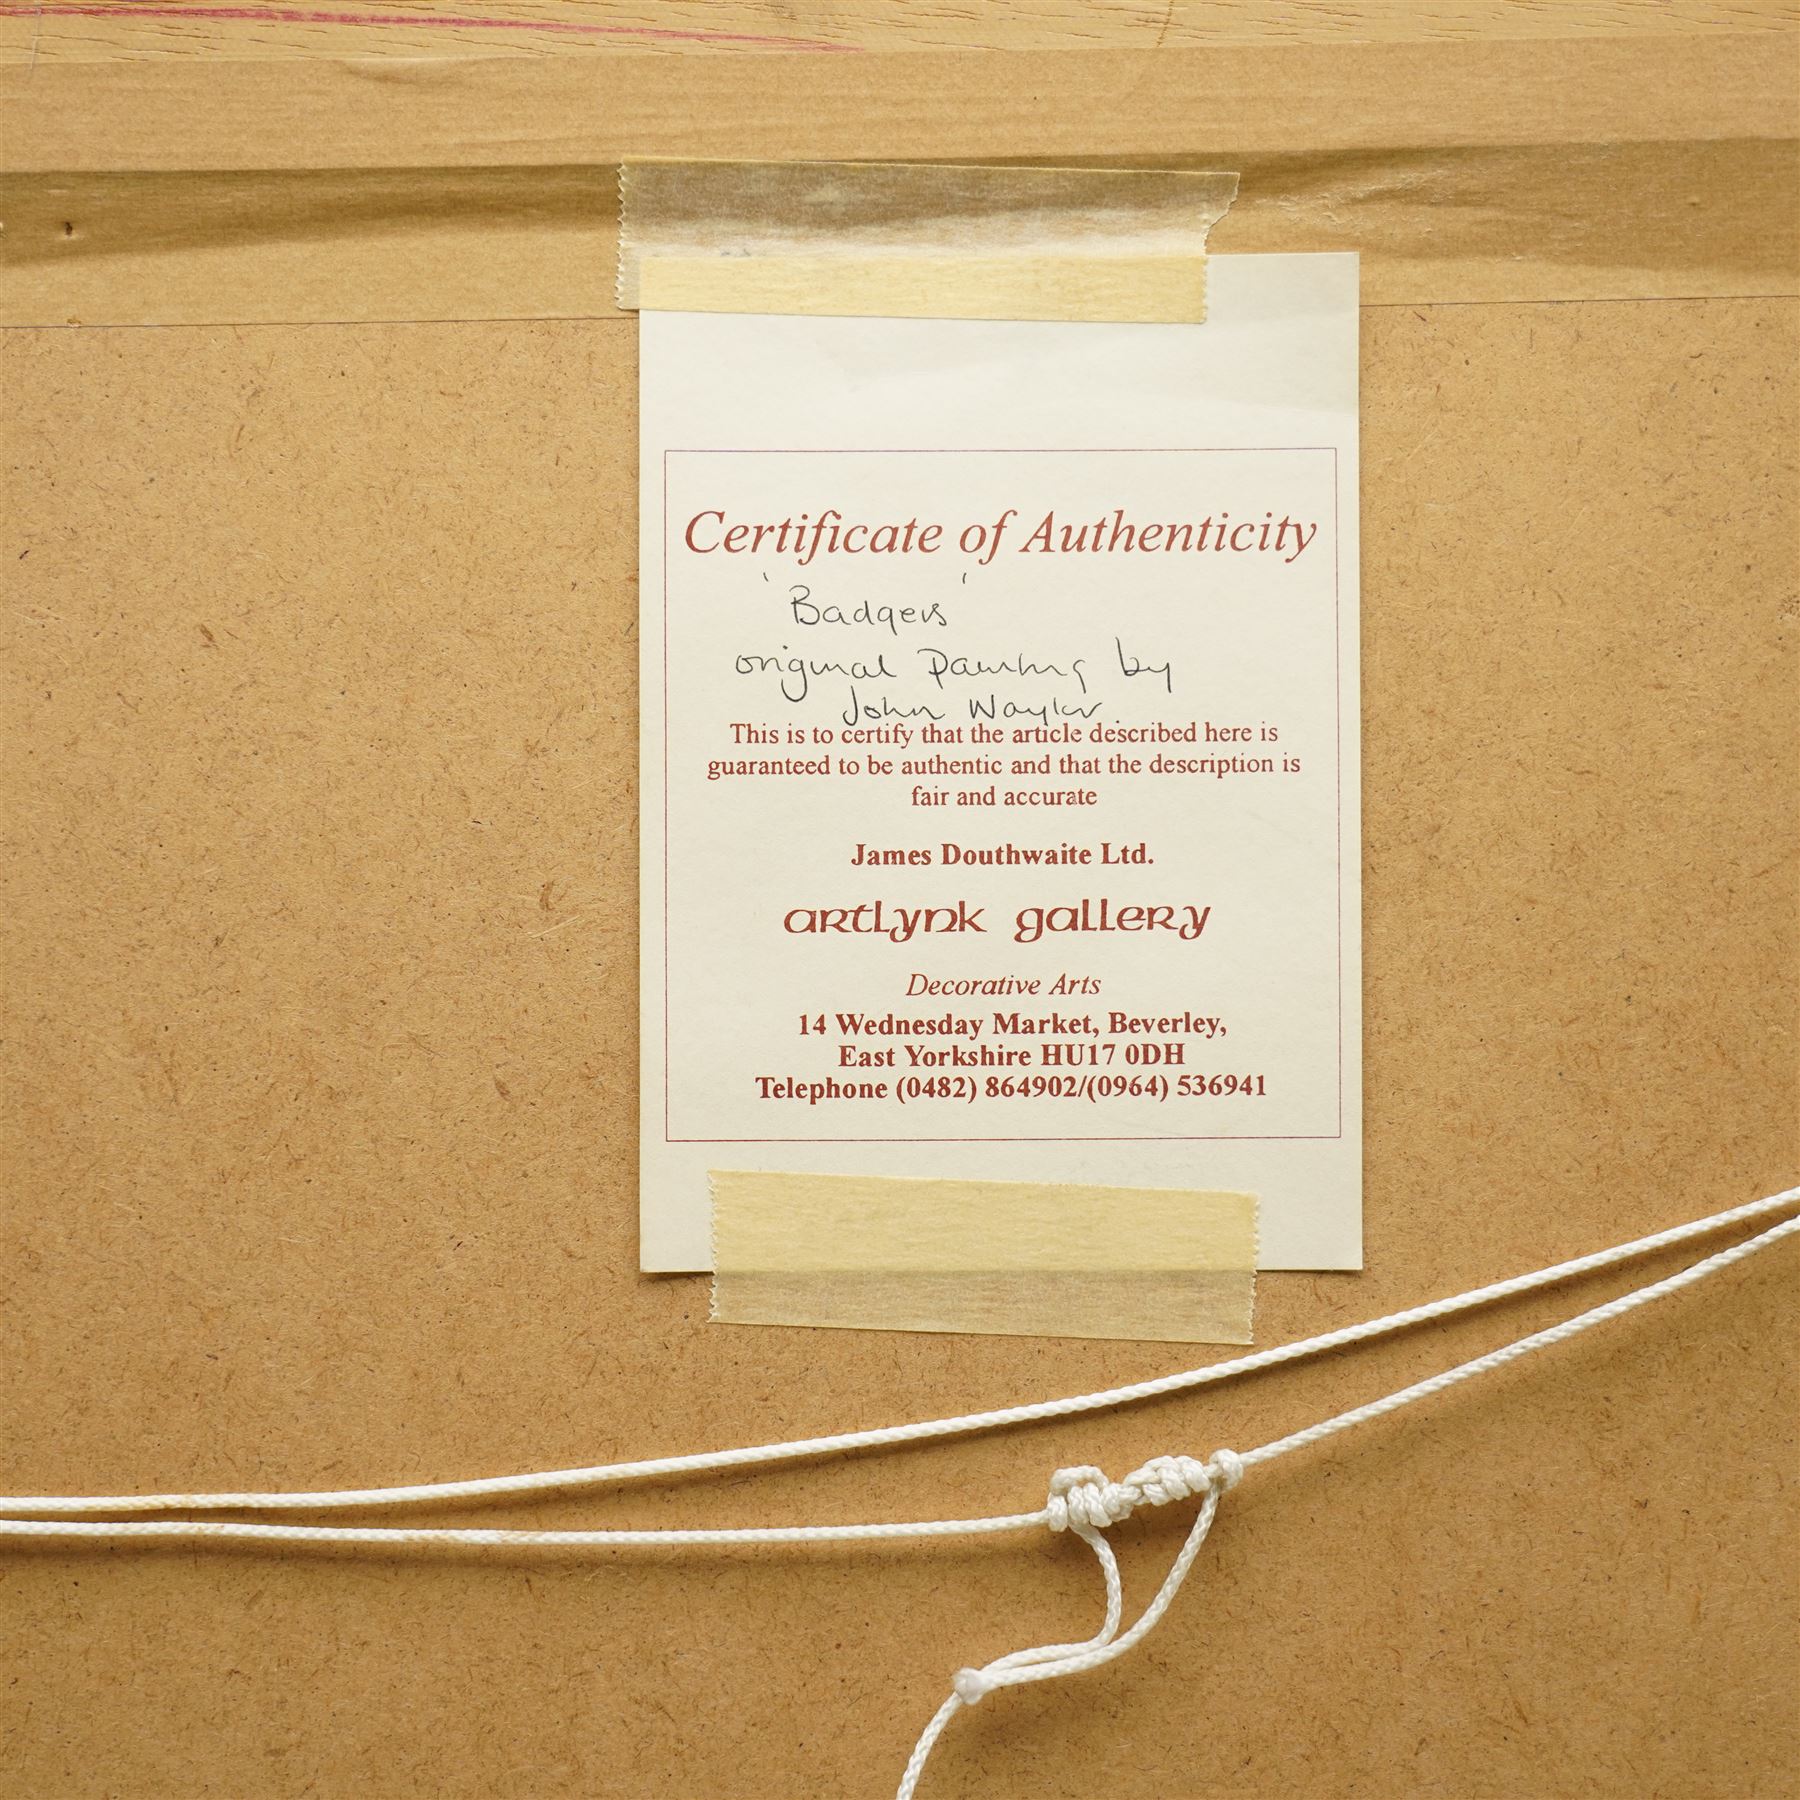 Certificate of Authenticity
'Badgers'
original Painting by
John
This is to certify that the article described here is
guaranteed to be authentic and that the description is
fair and accurate
James Douthwaite Ltd.
artlynk gallery
Decorative Arts
14 Wednesday Market, Beverley,
East Yorkshire HU17 0DH
Telephone (0482) 864902/(0964) 536941